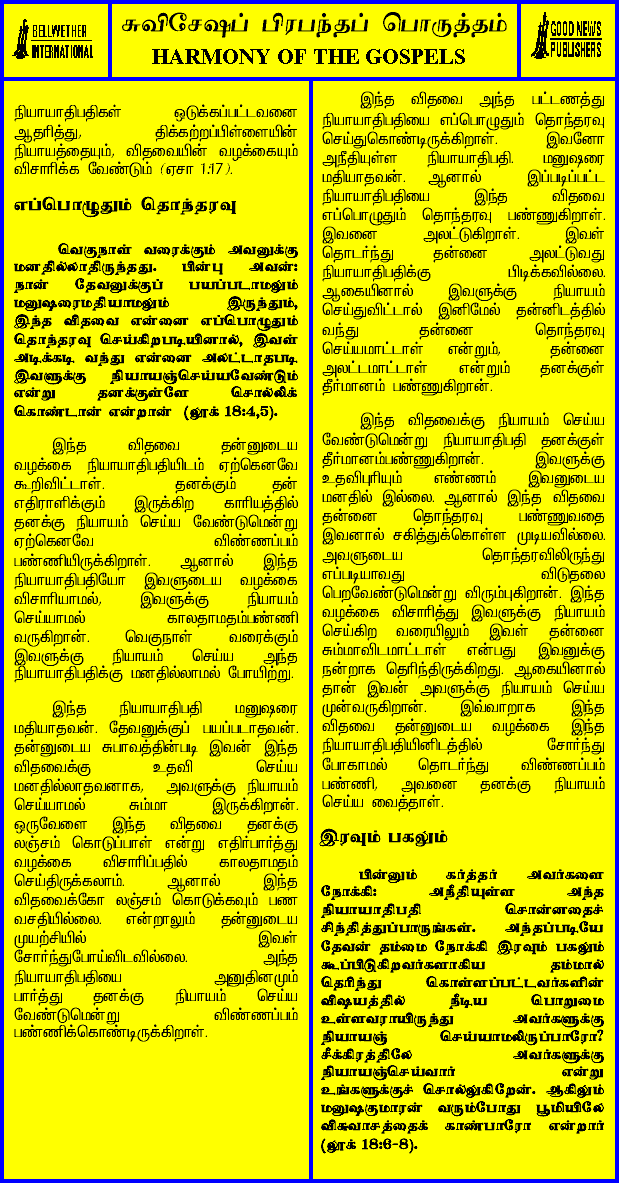 BELLWETHER
INTERNATIONAL
சுவிசேஷப் பிரபந்தப் பொருத்தம்
HARMONY OF THE GOSPELS
GOOD NEWS
PUBLISHERS
நியாயாதிபதிகள் ஒடுக்கப்பட்டவனை
ஆதரித்து, திக்கற்றப்பிள்ளையின்
நியாயத்தையும், விதவையின் வழக்கையும்
விசாரிக்க வேண்டும் (ஏசா 1:17).
எப்பொழுதும் தொந்தரவு
வெகுநாள் வரைக்கும் அவனுக்கு
மனதில்லாதிருந்தது. பின்பு அவன்:
நான் தேவனுக்குப் பயப்படாமலும்
மனுஷரைமதியாமலும் இருந்தும்,
இந்த விதவை என்னை எப்பொழுதும்
தொந்தரவு செய்கிறபடியினால், இவள்
அடிக்கடி வந்து என்னை அலட்டாதபடி
இவளுக்கு நியாயஞ்செய்யவேண்டும்
என்று தனக்குள்ளே சொல்லிக்
கொண்டான் என்றான் (லூக் 18:4,5).
இந்த விதவை தன்னுடைய
வழக்கை நியாயாதிபதியிடம் ஏற்கெனவே
கூறிவிட்டாள். தனக்கும் தன்
எதிராளிக்கும் இருக்கிற காரியத்தில்
தனக்கு நியாயம் செய்ய வேண்டுமென்று
ஏற்கெனவே விண்ணப்பம்
பண்ணியிருக்கிறாள். ஆனால் இந்த
நியாயாதிபதியோ இவளுடைய வழக்கை
விசாரியாமல், இவளுக்கு நியாயம்
செய்யாமல் காலதாமதம்பண்ணி
வருகிறான். வெகுநாள் வரைக்கும்
இவளுக்கு நியாயம் செய்ய அந்த
நியாயாதிபதிக்கு மனதில்லாமல் போயிற்று.
இந்த நியாயாதிபதி மனுஷரை
மதியாதவன். தேவனுக்குப் பயப்படாதவன்.
தன்னுடைய சுபாவத்தின்படி இவன் இந்த
விதவைக்கு உதவி செய்ய
மனதில்லாதவனாக, அவளுக்கு நியாயம்
செய்யாமல் சும்மா இருக்கிறான்.
ஒருவேளை இந்த விதவை தனக்கு
லஞ்சம் கொடுப்பாள் என்று எதிர்பார்த்து
வழக்கை விசாரிப்பதில் காலதாமதம்
செய்திருக்கலாம். ஆனால் இந்த
விதவைக்கோ லஞ்சம் கொடுக்கவும் பண
வசதியில்லை. என்றாலும் தன்னுடைய
முயற்சியில் இவள்
சோர்ந்துபோய்விடவில்லை. அந்த
நியாயாதிபதியை அனுதினமும்
பார்த்து தனக்கு நியாயம் செய்ய
வேண்டுமென்று விண்ணப்பம்
பண்ணிக்கொண்டிருக்கிறாள்.
இந்த விதவை அந்த பட்டணத்து
நியாயாதிபதியை எப்பொழுதும் தொந்தரவு
செய்துகொண்டிருக்கிறாள். இவனோ
அநீதியுள்ள நியாயாதிபதி. மனுஷரை
மதியாதவன். ஆனால் இப்படிப்பட்ட
நியாயாதிபதியை இந்த விதவை
எப்பொழுதும் தொந்தரவு பண்ணுகிறாள்.
இவனை அலட்டுகிறாள். இவள்
தொடர்ந்து தன்னை அலட்டுவது
நியாயாதிபதிக்கு பிடிக்கவில்லை.
ஆகையினால் இவளுக்கு நியாயம்
செய்துவிட்டால் இனிமேல் தன்னிடத்தில்
வந்து தன்னை தொந்தரவு
செய்யமாட்டாள் என்றும், தன்னை
அலட்டமாட்டாள் என்றும் தனக்குள்
தீர்மானம் பண்ணுகிறான்.
இந்த விதவைக்கு நியாயம் செய்ய
வேண்டுமென்று நியாயாதிபதி தனக்குள்
தீர்மானம்பண்ணுகிறான். இவளுக்கு
உதவிபுரியும் எண்ணம் இவனுடைய
மனதில் இல்லை. ஆனால் இந்த விதவை
தன்னை தொந்தரவு பண்ணுவதை
இவனால் சகித்துக்கொள்ள முடியவில்லை.
அவளுடைய தொந்தரவிலிருந்து
எப்படியாவது விடுதலை
பெறவேண்டுமென்று விரும்புகிறான். இந்த
வழக்கை விசாரித்து இவளுக்கு நியாயம்
செய்கிற வரையிலும் இவள் தன்னை
சும்மாவிடமாட்டாள் என்பது இவனுக்கு
நன்றாக தெரிந்திருக்கிறது. ஆகையினால்
தான் இவன் அவளுக்கு நியாயம் செய்ய
முன்வருகிறான். இவ்வாறாக இந்த
விதவை தன்னுடைய வழக்கை இந்த
நியாயாதிபதியினிடத்தில் சோர்ந்து
போகாமல் தொடர்ந்து விண்ணப்பம்
பண்ணி, அவனை தனக்கு நியாயம்
செய்ய வைத்தாள்.
இரவும் பகலும்
பின்னும் கர்த்தர் அவர்களை
நோக்கி: அநீதியுள்ள அந்த
நியாயாதிபதி சொன்னதைச்
சிந்தித்துப்பாருங்கள். அந்தப்படியே
தேவன் தம்மை நோக்கி இரவும் பகலும்
கூப்பிடுகிறவர்களாகிய தம்மால்
தெரிந்து கொள்ளப்பட்டவர்களின்
விஷயத்தில் நீடிய பொறுமை
உள்ளவராயிருந்து அவர்களுக்கு
நியாயஞ் செய்யாமலிருப்பாரோ?
சீக்கிரத்திலே அவர்களுக்கு
நியாயஞ்செய்வார் என்று
உங்களுக்குச் சொல்லுகிறேன். ஆகிலும்
மனுஷகுமாரன் வரும்போது பூமியிலே
விசுவாசத்தைக் காண்பாரோ என்றார்
(லூக் 18:6-8).